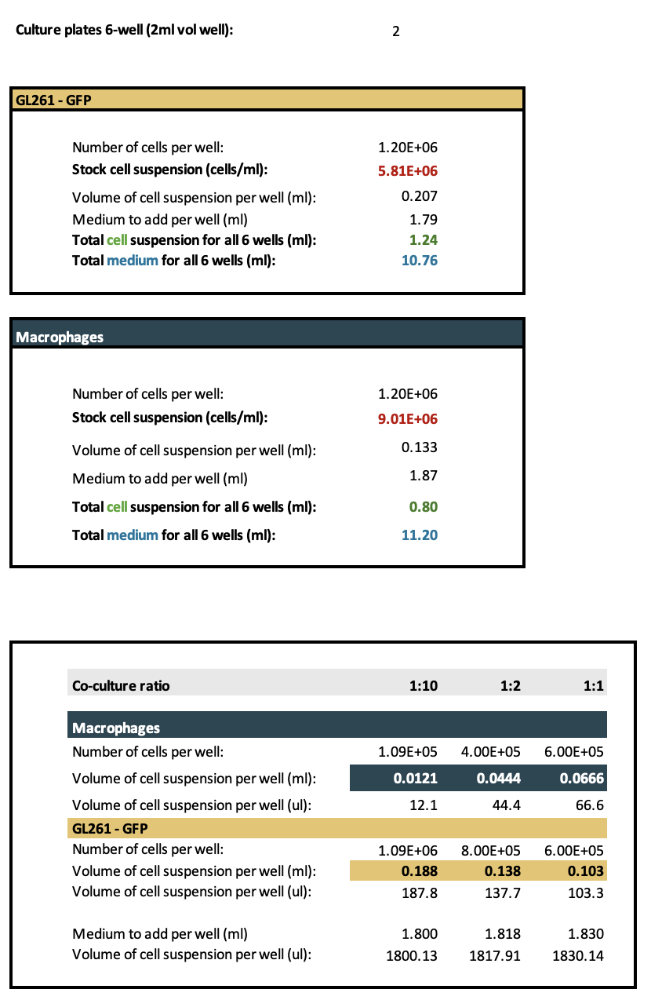 Culture plates 6-well (2ml vol well): 2
GL261 - GFP
Number of cells per well: 1.20E+06
Stock cell suspension (cells/ml): 5.81E+06
Volume of cell suspension per well (ml): 0.207
Medium to add per well (ml) 1.79
Total cell suspension for all 6 wells (ml): 1.24
Total medium for all 6 wells (ml): 10.76
Macrophages
Number of cells per well: 1.20E+06
Stock cell suspension (cells/ml): 9.01E+06
Volume of cell suspension per well (ml): 0.133
Medium to add per well (ml) 1.87
Total cell suspension for all 6 wells (ml): 0.80
Total medium for all 6 wells (ml): 11.20
Co-culture ratio 1:10 1:2 1:1
Macrophages
Number of cells per well: 1.09E+05 4.00E+05 6.00E+05
Volume of cell suspension per well (ml): 0.0121 0.0444 0.0666
Volume of cell suspension per well (ul): 12.1 44.4 66.6
GL261 - GFP
Number of cells per well: 1.09E+06 8.00E+05 6.00E+05
Volume of cell suspension per well (ml): 0.188 0.138 0.103
Volume of cell suspension per well (ul): 187.8 137.7 103.3
Medium to add per well (ml) 1.800 1.818 1.830
Volume of cell suspension per well (ul): 1800.13 1817.91 1830.14